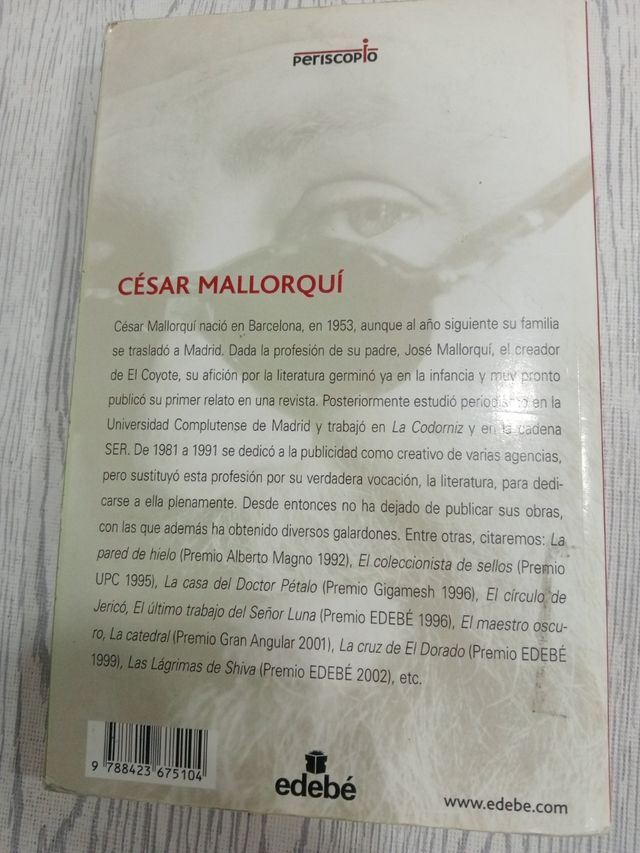 PERISCOPIO
CÉSAR MALLORQUÍ
César Mallorquí nació en Barcelona, en 1953, aunque al año siguiente su familia
se trasladó a Madrid. Dada la profesión de su padre, José Mallorquí, el creador
de El Coyote, su afición por la literatura germinó ya en la infancia y muy pronto
publicó su primer relato en una revista. Posteriormente estudió periodismo en la
Universidad Complutense de Madrid y trabajó en La Codorniz y en la cadena
SER. De 1981 a 1991 se dedicó a la publicidad como creativo de varias agencias,
pero sustituyó esta profesión por su verdadera vocación, la literatura, para dedi-
carse a ella plenamente. Desde entonces no ha dejado de publicar sus obras,
con las que además ha obtenido diversos galardones. Entre otras, citaremos: La
pared de hielo (Premio Alberto Magno 1992), El coleccionista de sellos (Premio
UPC 1995), La casa del Doctor Pétalo (Premio Gigamesh 1996), El círculo de
Jericó, El último trabajo del Señor Luna (Premio EDEBÉ 1996), El maestro oscu-
ro, La catedral (Premio Gran Angular 2001), La cruz de El Dorado (Premio EDEBÉ
1999), Las Lágrimas de Shiva (Premio EDEBÉ 2002), etc.
9 788423 675104
edebé
www.edebe.com